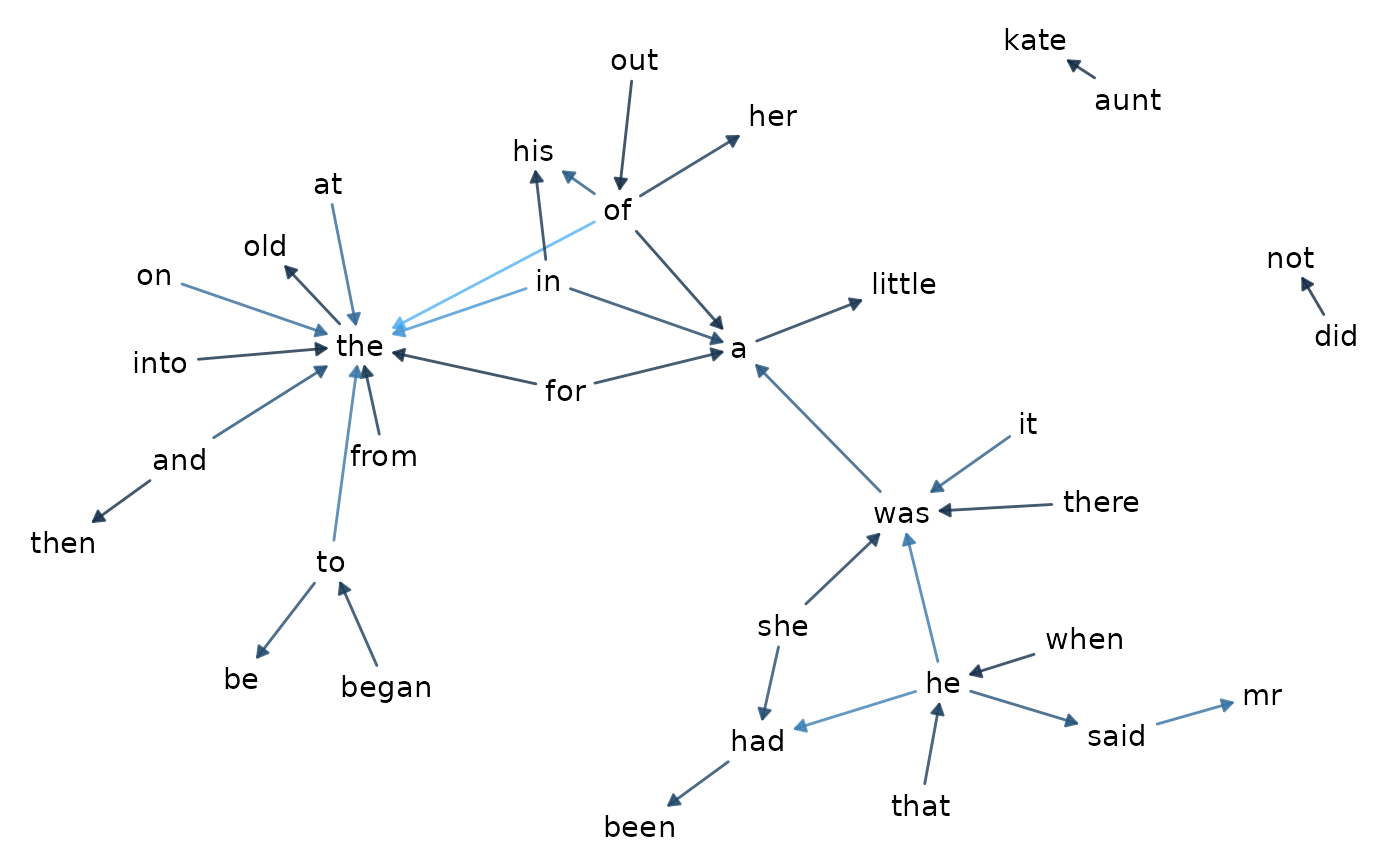 kate
out
aunt
her
his
at
of
old
not
on
in
little
did
the
a
into
for
it
from
and
there
was
then
to
she
when
be
he
began
mr
said
had
that
been